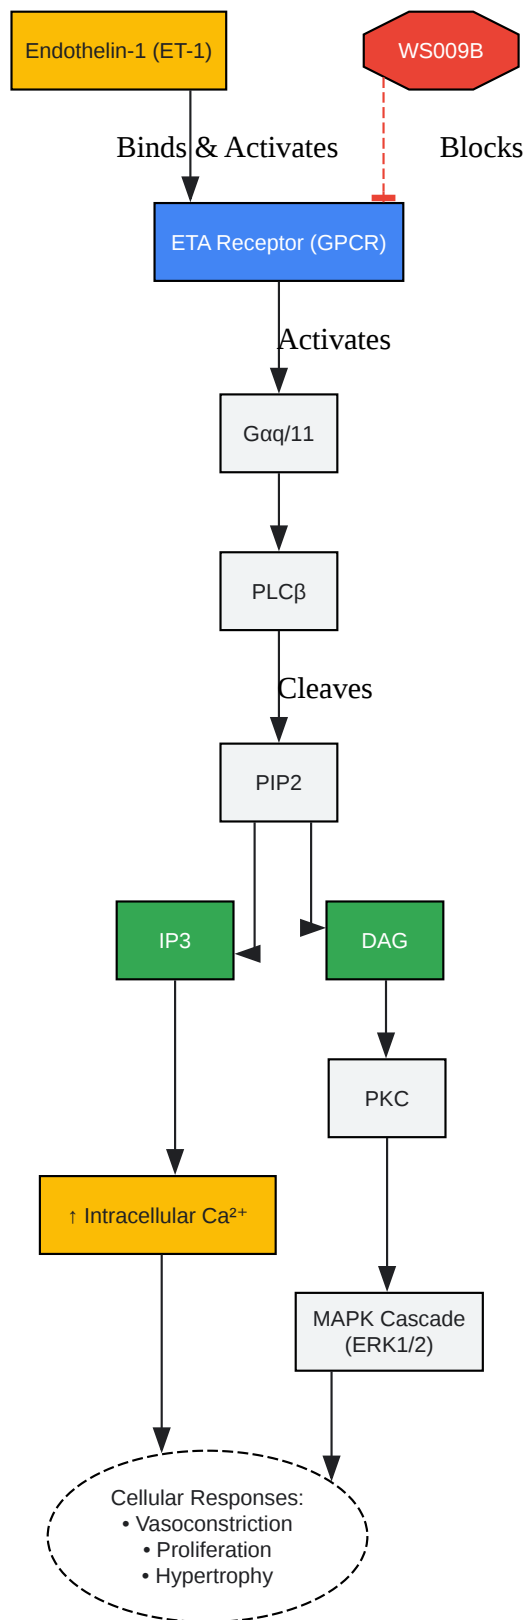 Endothelin-1 (ET-1)
WS009B
Binds & Activates
Blocks
ETA Receptor (GPCR)
Activates
Gαq/11
PLCβ
Cleaves
PIP2
IP3
DAG
PKC
↑ Intracellular Ca²⁺
MAPK Cascade
(ERK1/2)
Cellular Responses:
• Vasoconstriction
• Proliferation
• Hypertrophy